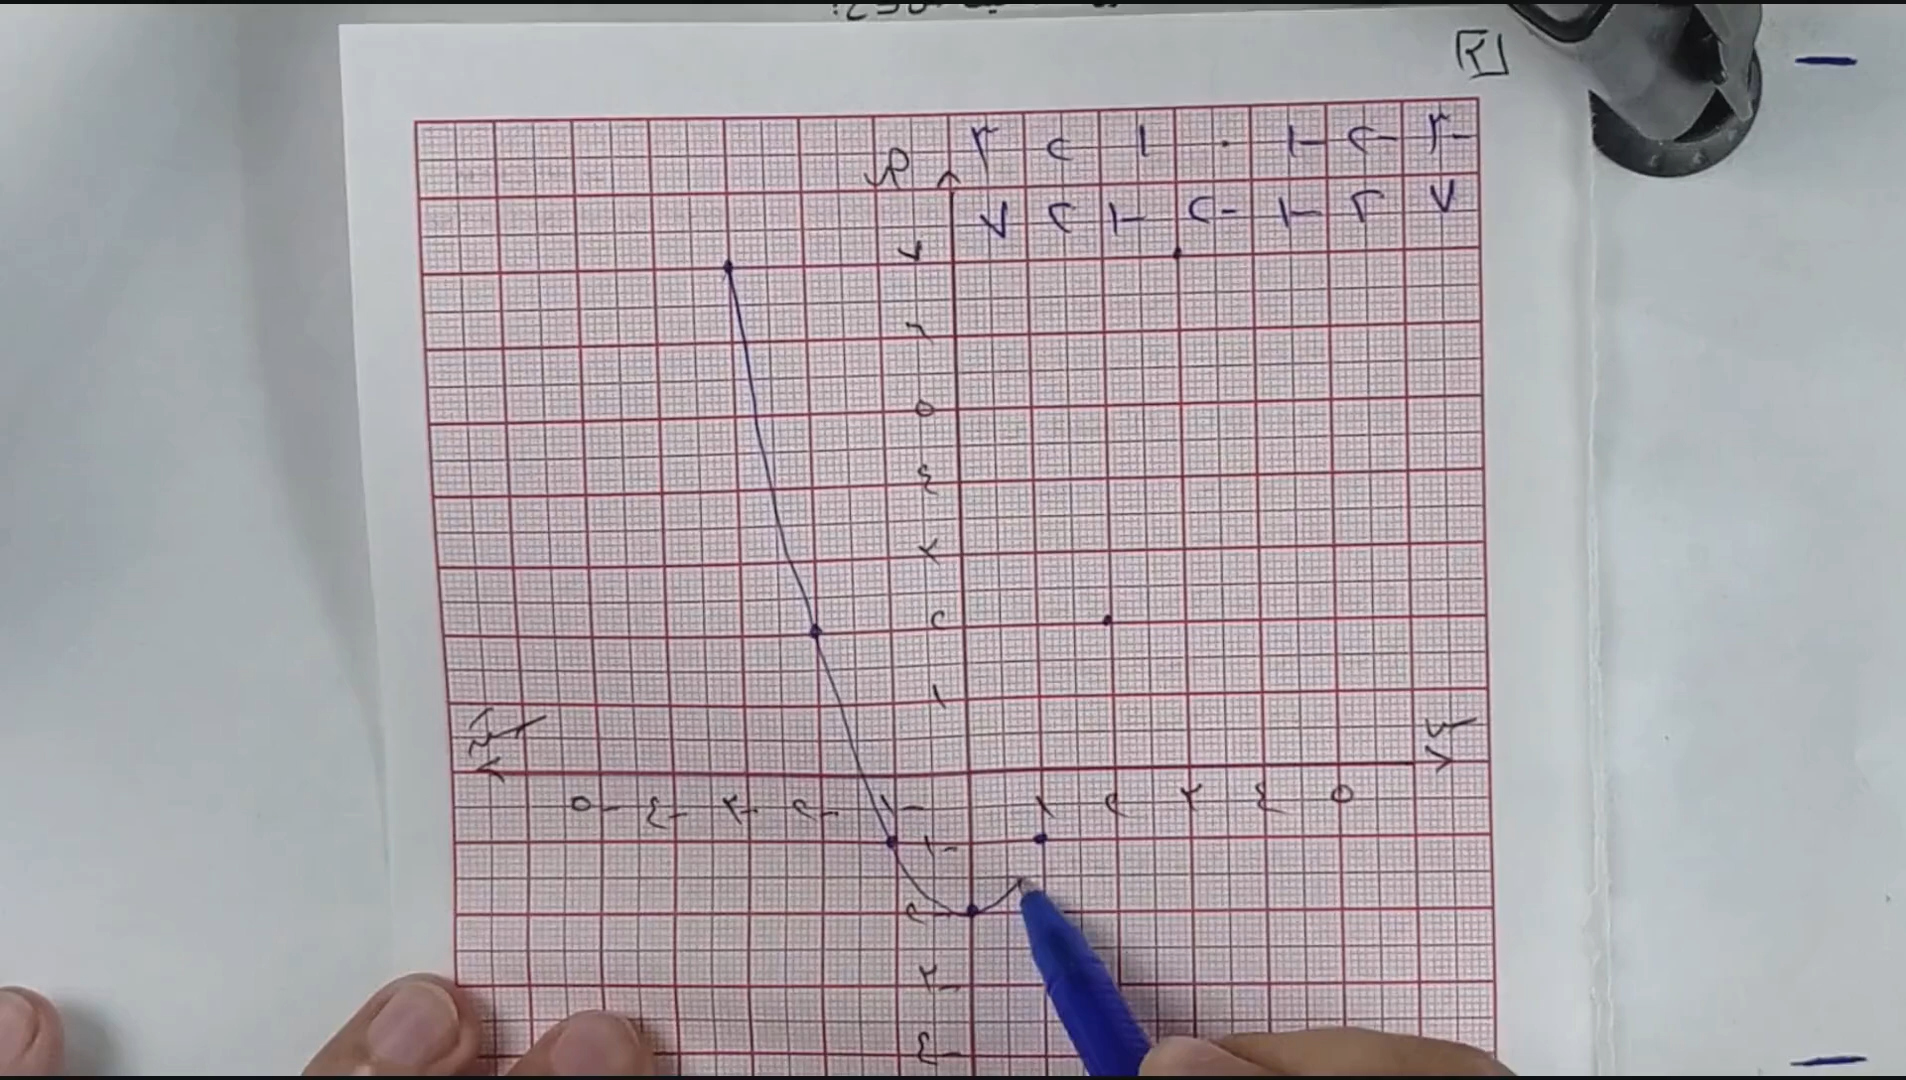 ٣
-٣ -٢ -١ ٠ ١ ٢ ٣
٧ ٢ -١ -٢ -١ ٢ ٧
ص
٧
٦
٥
٤
٣
٢
١
س سَ
٥ ٤ ٣ ٢ ١ -١ -٢ -٣ -٤ -٥
-١
-٢
-٣
-٤